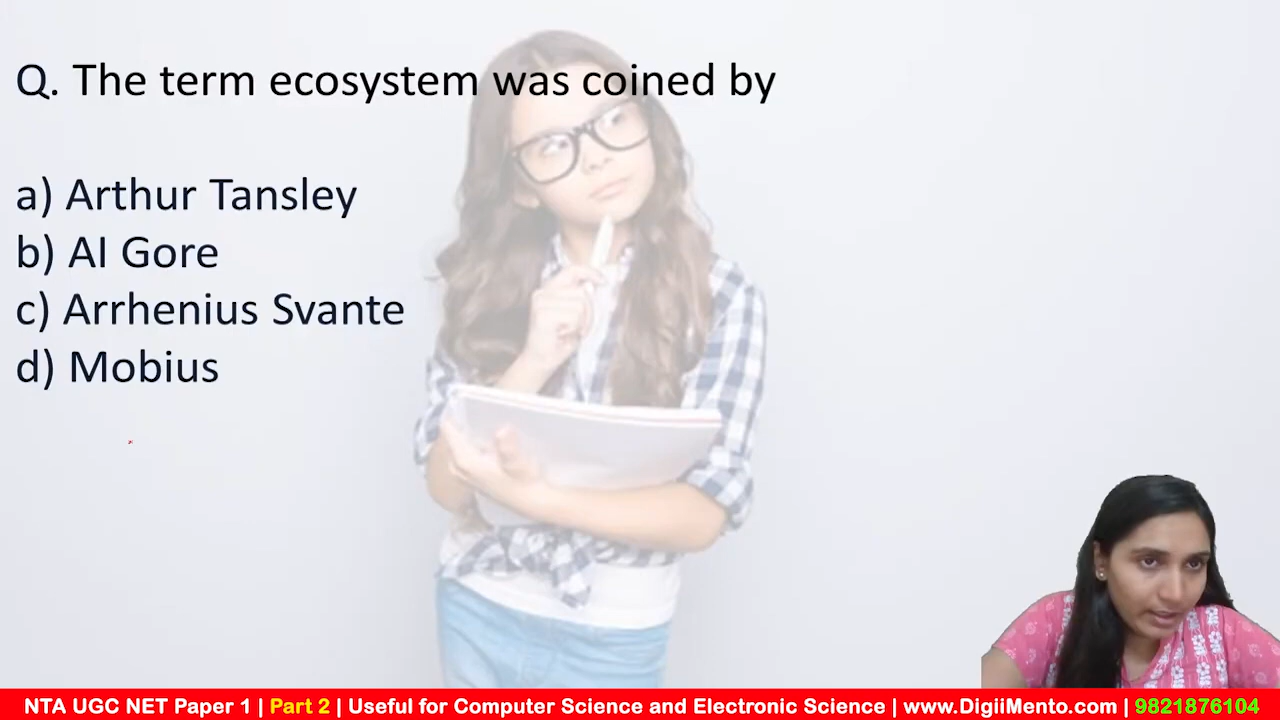 Q. The term ecosystem was coined by
a) Arthur Tansley
b) AI Gore
c) Arrhenius Svante
d) Mobius
NTA UGC NET Paper 1 | Part 2 | Useful for Computer Science and Electronic Science | www.DigiiMento.com | 9821876104